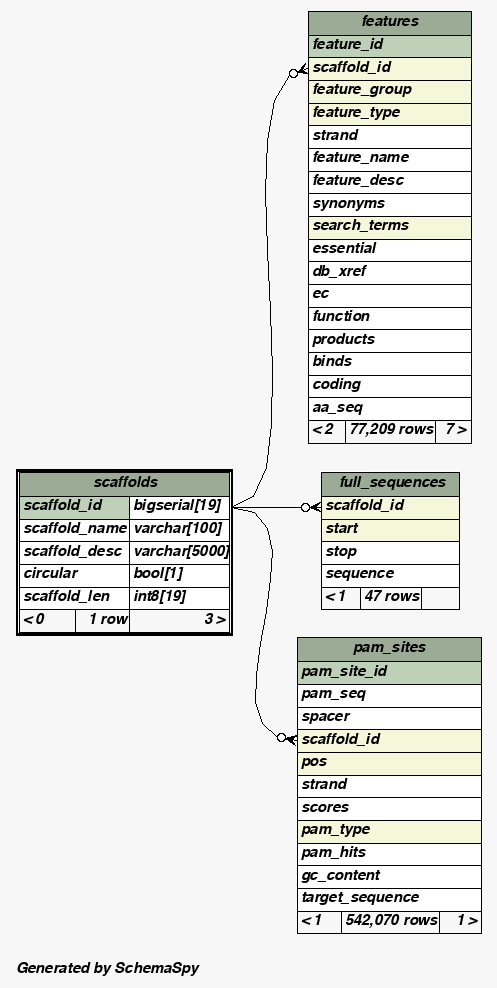 features
feature_id
scaffold_id
feature_group
feature_type
strand
feature_name
feature_desc
synonyms
search_terms
essential
db_xref
ec
function
products
binds
coding
aa_seq
< 2 77,209 rows 7 >
scaffolds
scaffold_id bigserial[19]
scaffold_name varchar[100]
scaffold_desc varchar[5000]
circular bool[1]
scaffold_len int8[19]
< 0 1 row 3 >
full_sequences
scaffold_id
start
stop
sequence
< 1 47 rows
pam_sites
pam_site_id
pam_seq
spacer
scaffold_id
pos
strand
scores
pam_type
pam_hits
gc_content
target_sequence
< 1 542,070 rows 1 >
Generated by SchemaSpy